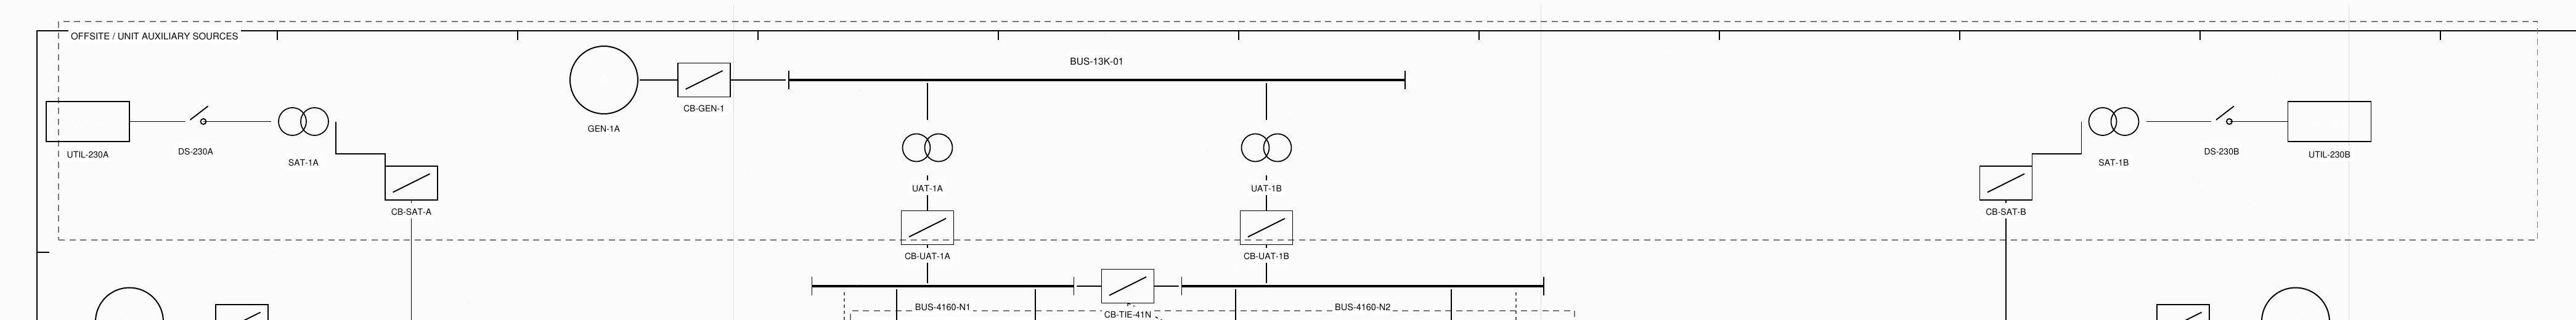 OFFSITE / UNIT AUXILIARY SOURCES
BUS-13K-01
CB-GEN-1
GEN-1A
UTIL-230A
DS-230A
SAT-1A
SAT-1B
DS-230B
UTIL-230B
UAT-1A
UAT-1B
CB-SAT-A
CB-SAT-B
CB-UAT-1A
CB-UAT-1B
BUS-4160-N1
CB-TIE-41N
BUS-4160-N2